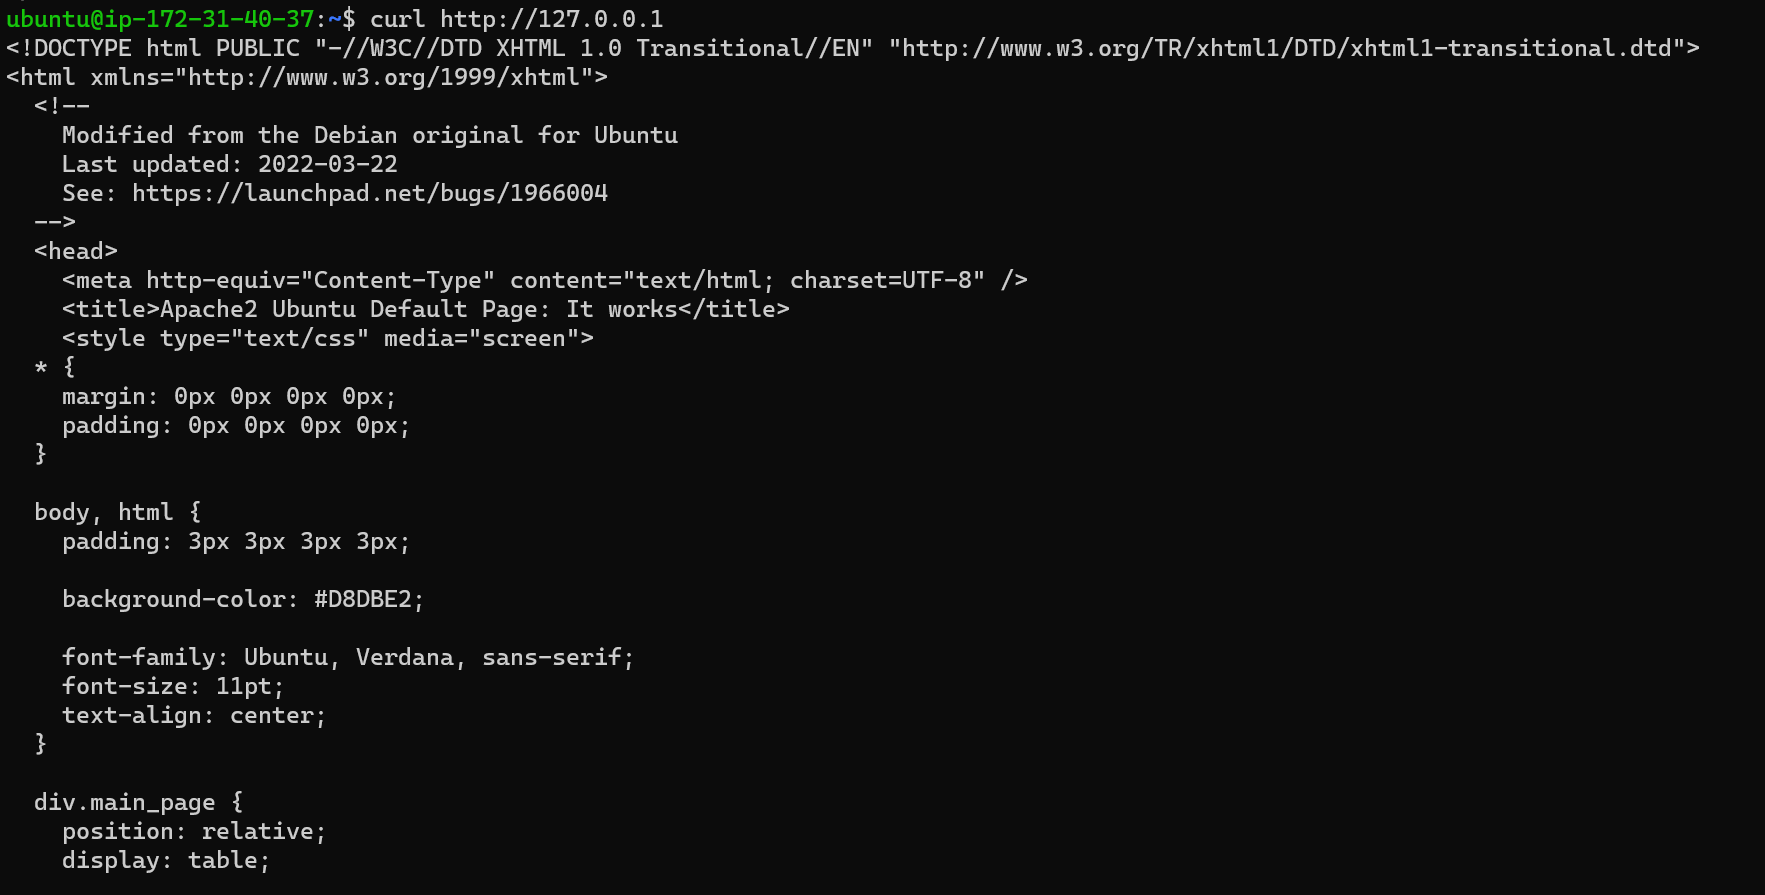 ubuntu@ip-172-31-40-37:~$ curl http://127.0.0.1
<!DOCTYPE html PUBLIC "-//W3C//DTD XHTML 1.0 Transitional//EN" "http://www.w3.org/TR/xhtml1/DTD/xhtml1-transitional.dtd">
<html xmlns="http://www.w3.org/1999/xhtml">
  <!--
    Modified from the Debian original for Ubuntu
    Last updated: 2022-03-22
    See: https://launchpad.net/bugs/1966004
  -->
  <head>
    <meta http-equiv="Content-Type" content="text/html; charset=UTF-8" />
    <title>Apache2 Ubuntu Default Page: It works</title>
    <style type="text/css" media="screen">
  * {
    margin: 0px 0px 0px 0px;
    padding: 0px 0px 0px 0px;
  }

  body, html {
    padding: 3px 3px 3px 3px;

    background-color: #D8DBE2;

    font-family: Ubuntu, Verdana, sans-serif;
    font-size: 11pt;
    text-align: center;
  }

  div.main_page {
    position: relative;
    display: table;